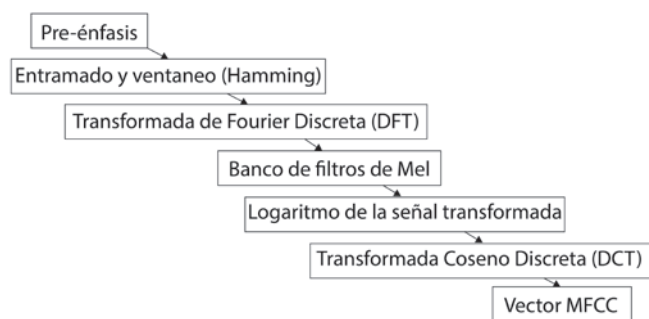 Pre-énfasis
Entramado y ventaneo (Hamming)
Transformada de Fourier Discreta (DFT)
Banco de filtros de Mel
Logaritmo de la señal transformada
Transformada Coseno Discreta (DCT)
Vector MFCC